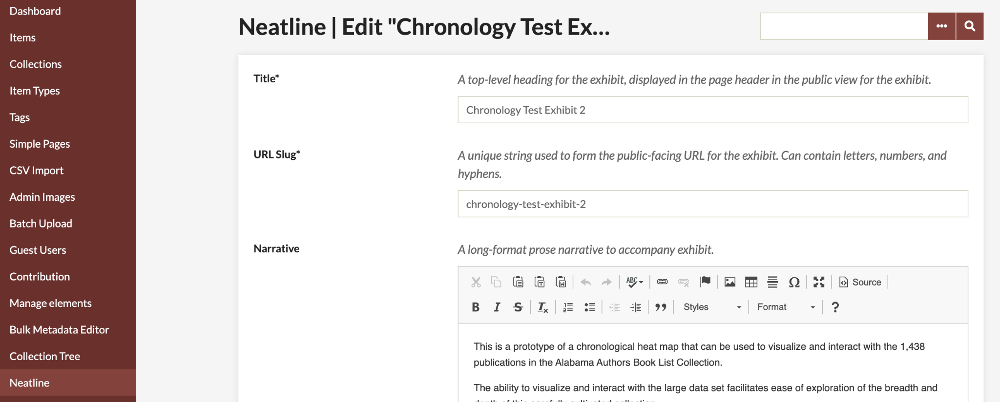 Dashboard
Items
Collections
Item Types
Tags
Simple Pages
CSV Import
Admin Images
Batch Upload
Guest Users
Contribution
Manage elements
Bulk Metadata Editor
Collection Tree
Neatline
Neatline | Edit "Chronology Test Ex...
Title*
A top-level heading for the exhibit, displayed in the page header in the public view for the exhibit.
Chronology Test Exhibit 2
URL Slug*
A unique string used to form the public-facing URL for the exhibit. Can contain letters, numbers, and
hyphens.
chronology-test-exhibit-2
Narrative
A long-format prose narrative to accompany exhibit.
ABC Ω Source
B I S Tx Styles Format ?
This is a prototype of a chronological heat map that can be used to visualize and interact with the 1,438
publications in the Alabama Authors Book List Collection.
The ability to visualize and interact with the large data set facilitates ease of exploration of the breadth and